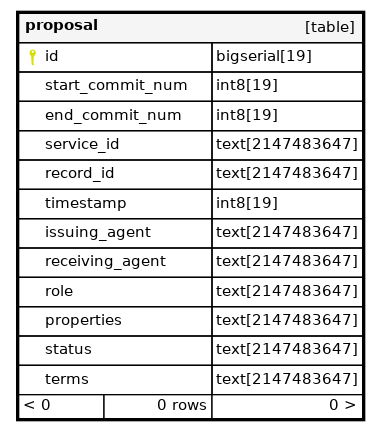 proposal [table]
id bigserial[19]
start_commit_num int8[19]
end_commit_num int8[19]
service_id text[2147483647]
record_id text[2147483647]
timestamp int8[19]
issuing_agent text[2147483647]
receiving_agent text[2147483647]
role text[2147483647]
properties text[2147483647]
status text[2147483647]
terms text[2147483647]
< 0 0 rows 0 >